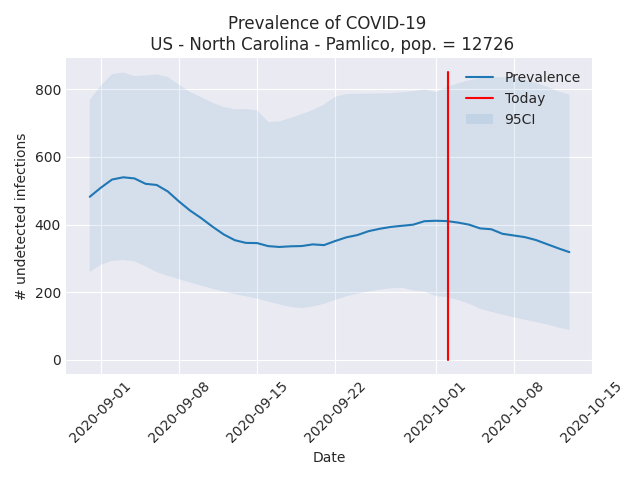 Prevalence of COVID-19
US - North Carolina - Pamlico, pop. = 12726
Prevalence
Today
95CI
# undetected infections
800
600
400
200
0
2020-09-01
2020-09-08
2020-09-15
2020-09-22
2020-10-01
2020-10-08
2020-10-15
Date